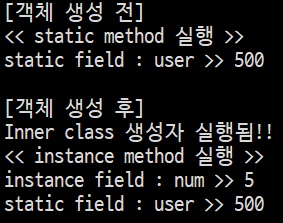 [객체 생성 전]
<< static method 실행 >>
static field : user >> 500

[객체 생성 후]
Inner class 생성자 실행됨!!
<< instance method 실행 >>
instance field : num >> 5
static field : user >> 500